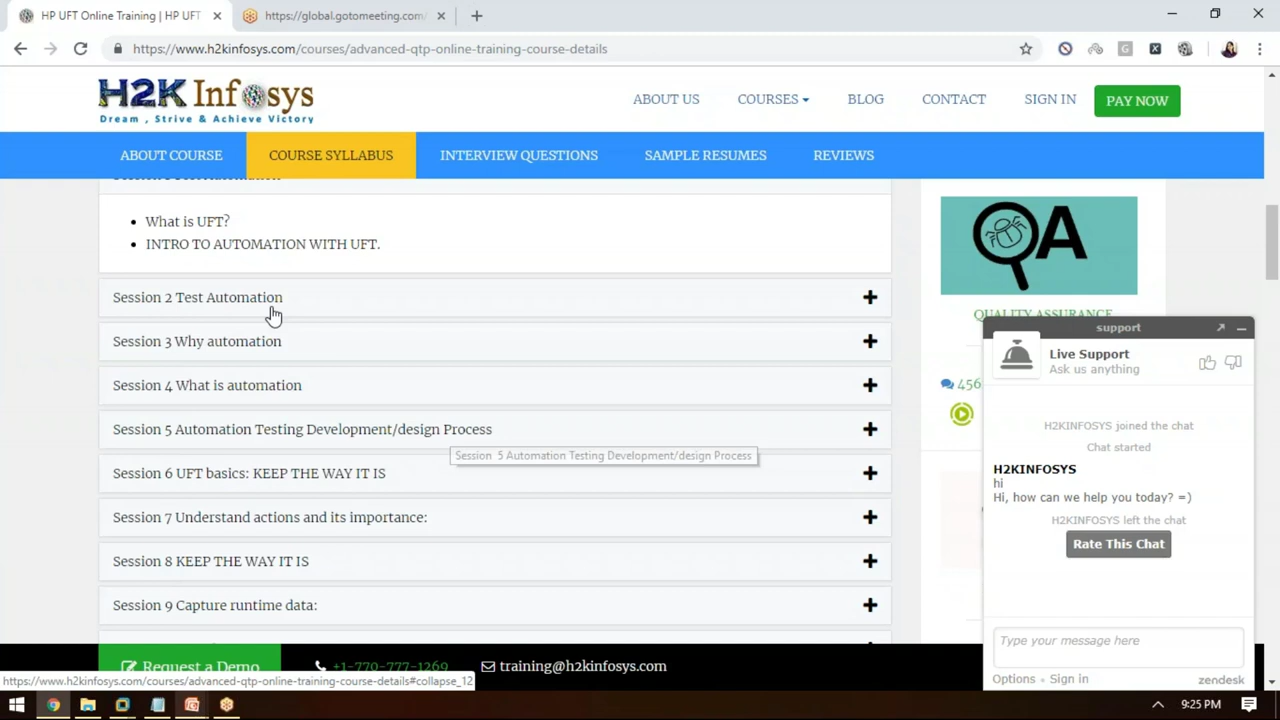 HP UFT Online Training | HP UFT
https://global.gotomeeting.com/
https://www.h2kinfosys.com/courses/advanced-qtp-online-training-course-details
H2K Infosys
Dream , Strive & Achieve Victory
ABOUT US
COURSES
BLOG
CONTACT
SIGN IN
PAY NOW
ABOUT COURSE
COURSE SYLLABUS
INTERVIEW QUESTIONS
SAMPLE RESUMES
REVIEWS
What is UFT?
INTRO TO AUTOMATION WITH UFT.
Session 2 Test Automation
Session 3 Why automation
Session 4 What is automation
Session 5 Automation Testing Development/design Process
Session 5 Automation Testing Development/design Process
Session 6 UFT basics: KEEP THE WAY IT IS
Session 7 Understand actions and its importance:
Session 8 KEEP THE WAY IT IS
Session 9 Capture runtime data:
QA
QUALITY ASSURANCE
456
support
Live Support
Ask us anything
H2KINFOSYS joined the chat
Chat started
H2KINFOSYS
hi
Hi, how can we help you today? =)
H2KINFOSYS left the chat
Rate This Chat
Type your message here
Options • Sign in
zendesk
Request a Demo
+1-770-777-1269
training@h2kinfosys.com
https://www.h2kinfosys.com/courses/advanced-qtp-online-training-course-details#collapse_12
9:25 PM